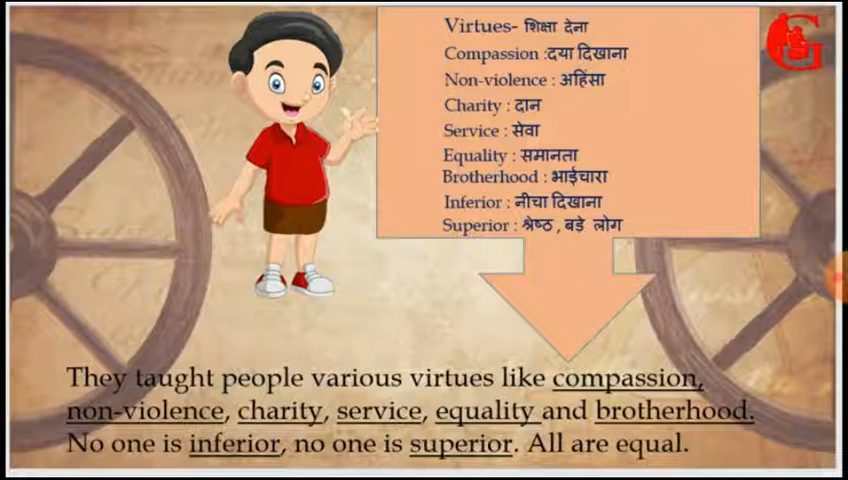 Virtues- शिक्षा देना
Compassion :दया दिखाना
Non-violence : अहिंसा
Charity : दान
Service : सेवा
Equality : समानता
Brotherhood : भाईचारा
Inferior : नीचा दिखाना
Superior : श्रेष्ठ , बड़े लोग
They taught people various virtues like compassion,
non-violence, charity, service, equality and brotherhood.
No one is inferior, no one is superior. All are equal.